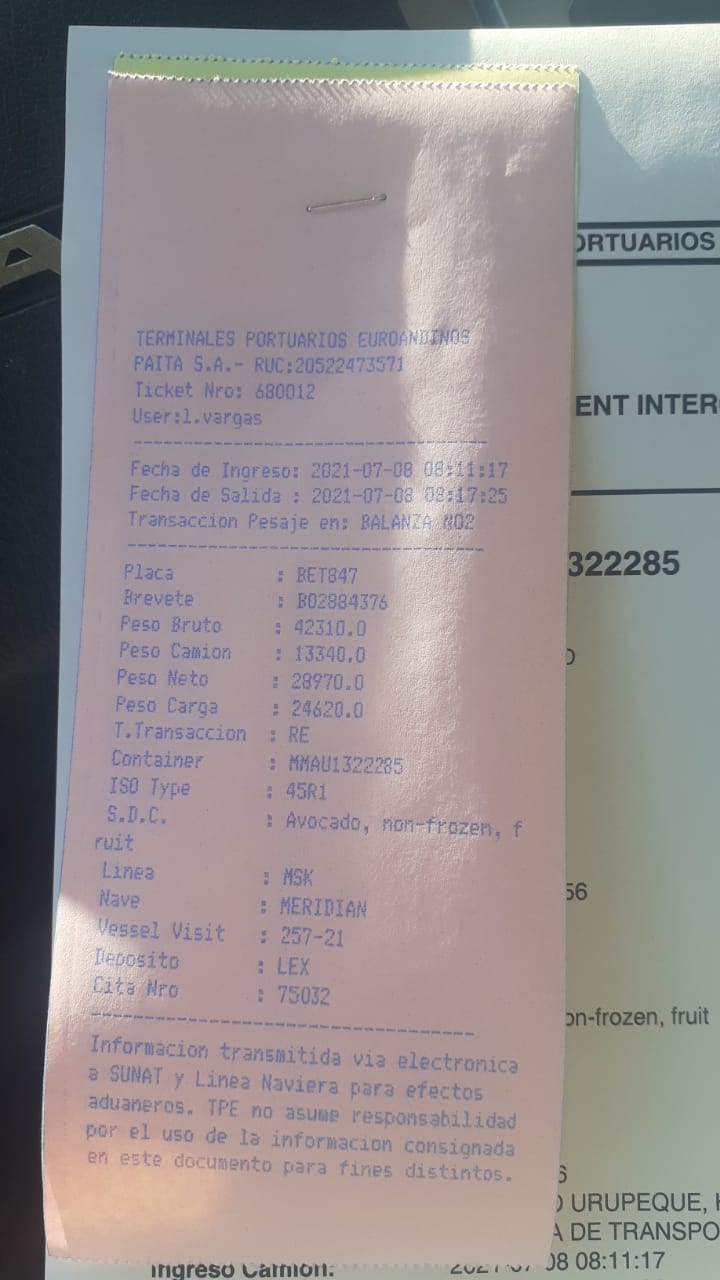 TERMINALES PORTUARIOS EUROANDINOS
PAITA S.A.- RUC:20522473571
Ticket Nro: 680012
User:l.vargas
Fecha de Ingreso: 2021-07-08 08:11:17
Fecha de Salida : 2021-07-08 08:17:25
Transaccion Pesaje en: BALANZA NO2
Placa : BET847
Brevete : B02884376
Peso Bruto : 42310.0
Peso Camion : 13340.0
Peso Neto : 28970.0
Peso Carga : 24620.0
T.Transaccion : RE
Container : MMAU1322285
ISO Type : 45R1
S.D.C. : Avocado, non-frozen, f
ruit
Linea : MSK
Nave : MERIDIAN
Vessel Visit : 257-21
Deposito : LEX
Cita Nro : 75032
Informacion transmitida via electronica
a SUNAT y Linea Naviera para efectos
aduaneros. TPE no asume responsabilidad
por el uso de la informacion consignada
en este documento para fines distintos.
ORTUARIOS
ENT INTER
322285
56
on-frozen, fruit
6
URUPEQUE,
A DE TRANSPO
Ingreso Camion: 2021-07-08 08:11:17